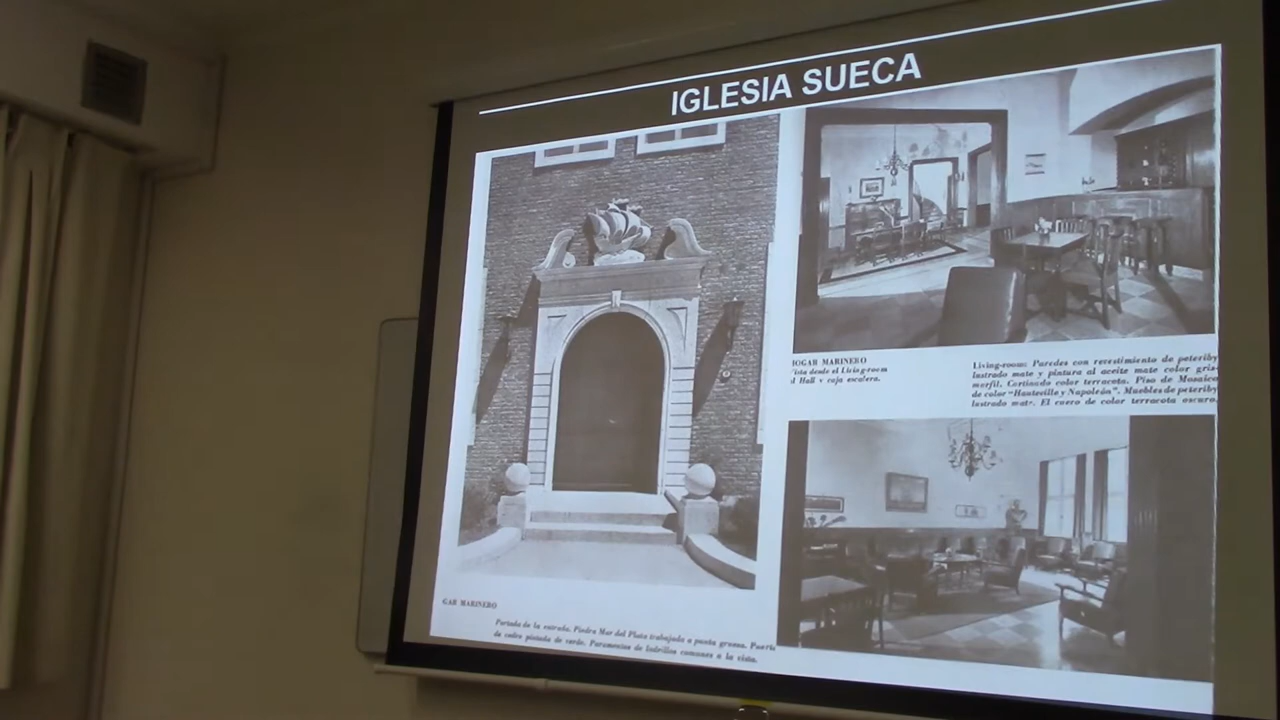 IGLESIA SUECA
HOGAR MARINERO
Vista desde el Living-room
al Hall y caja escalera.
Living-room: Paredes con revestimiento de peteriby
lustrado mate y pintura al aceite mate color gris-
marfil. Cortinado color terracota. Piso de Mosaico
de color "Hauteville y Napoleón". Muebles de peteriby
lustrado mate. El cuero de color terracota oscuro.
GAR MARINERO
Portada de la entrada. Piedra Mar del Plata trabajada a punta gruesa. Puerta
de cedro pintada de verde. Paramentos de ladrillos comunes a la vista.